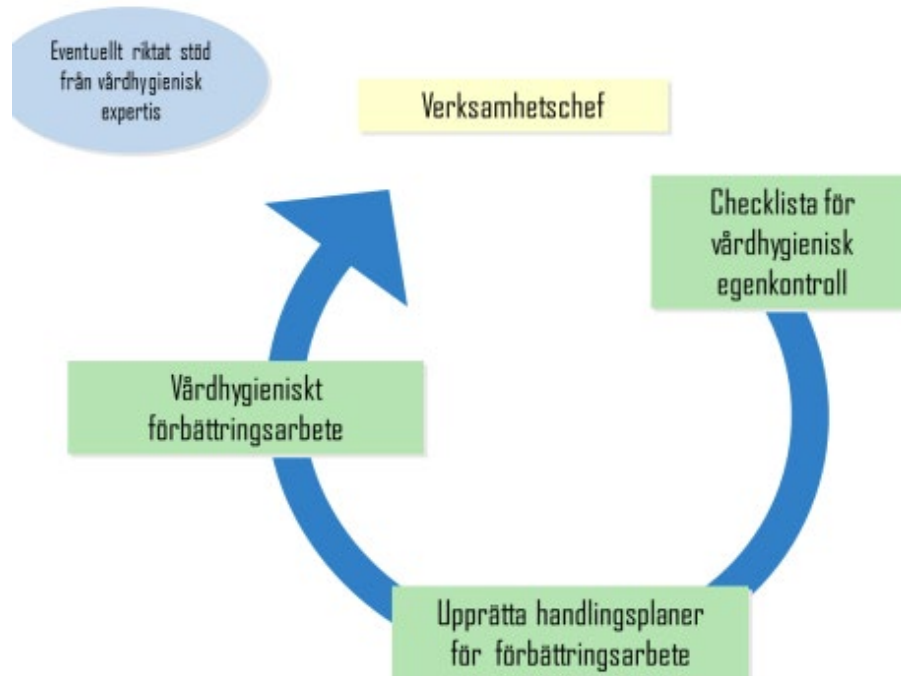 Eventuellt riktat stöd
från vårdhygienisk
expertis
Verksamhetschef
Checklista för
vårdhygienisk
egenkontroll
Vårdhygieniskt
förbättringsarbete
Upprätta handlingsplaner
för förbättringsarbete